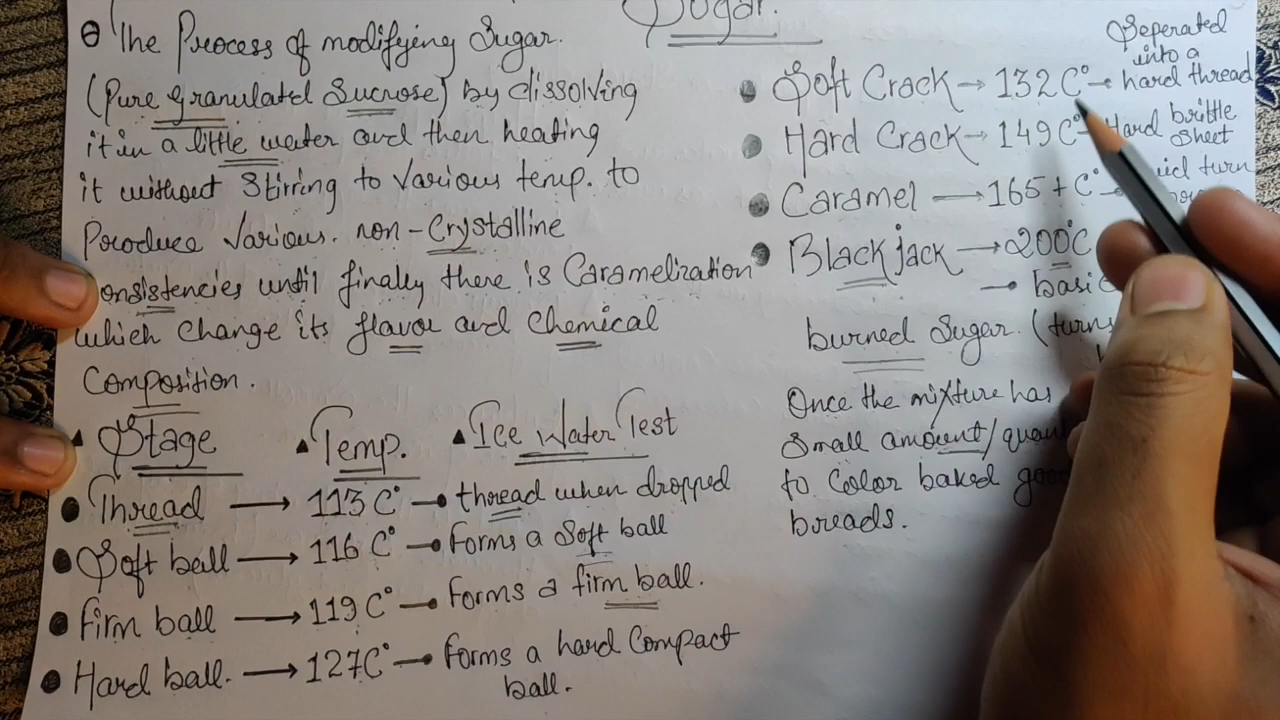 Sugar.
⊖ The Process of modifying Sugar.
(Pure granulated Sucrose) by dissolving
it in a little water and then heating
it without Stirring to Various temp. to
Produce Various. non-Crystalline
onsistencies until finally there is Caramelization
which change its flavor and Chemical
Composition.
▲ Stage ▲ Temp. ▲ Ice Water Test
● Thread → 113 C° → thread when dropped
● Soft ball → 116 C° → forms a Soft ball
● firm ball → 119 C° → forms a firm ball.
● Hard ball. → 127C° → forms a hard Compact
ball.
● Soft Crack → 132 C° → Seperated
into a
hard thread
● Hard Crack → 149 C° → Hard brittle
Sheet
● Caramel → 165 + C° turn
● Black jack → 200°C
→
burned Sugar. (turns
Once the mixture has
Small amount/
to Color baked
breads.